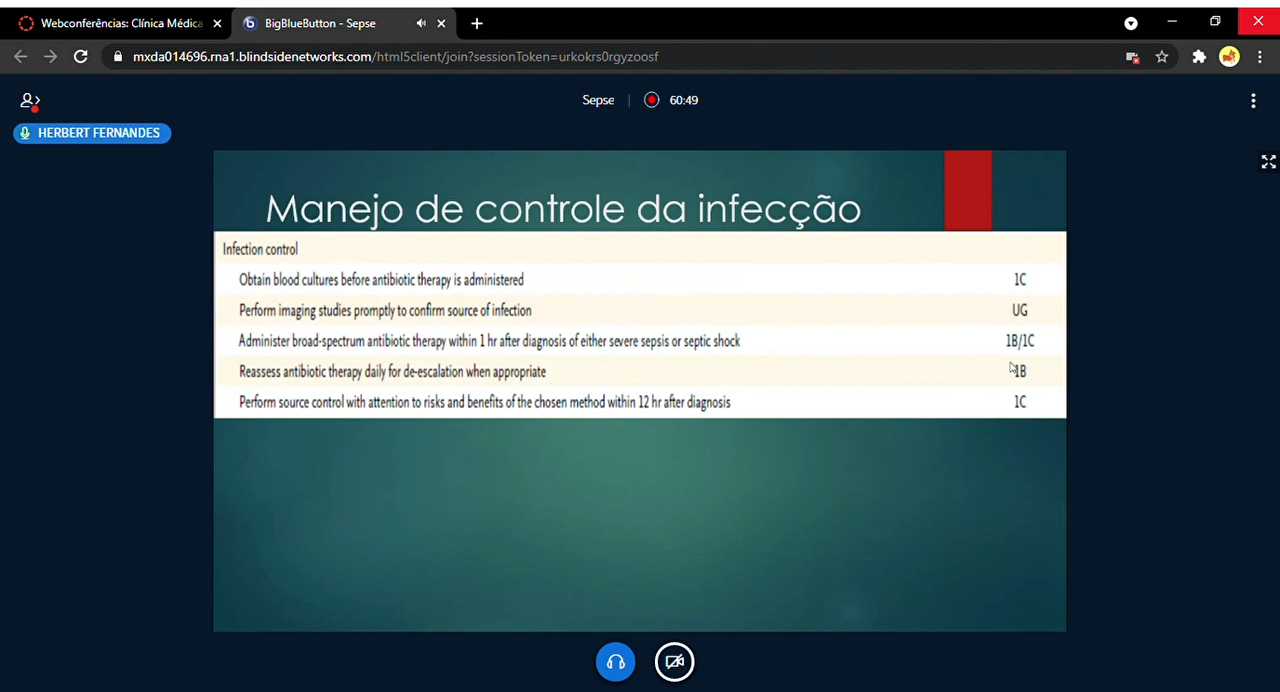 Webconferências: Clínica Médica
BigBlueButton - Sepse
mxda014696.rna1.blindsidenetworks.com/html5client/join?sessionToken=urkokrs0rgyzoosf
Sepse
60:49
HERBERT FERNANDES
Manejo de controle da infecção
Infection control
Obtain blood cultures before antibiotic therapy is administered 1C
Perform imaging studies promptly to confirm source of infection UG
Administer broad-spectrum antibiotic therapy within 1 hr after diagnosis of either severe sepsis or septic shock 1B/1C
Reassess antibiotic therapy daily for de-escalation when appropriate 1B
Perform source control with attention to risks and benefits of the chosen method within 12 hr after diagnosis 1C